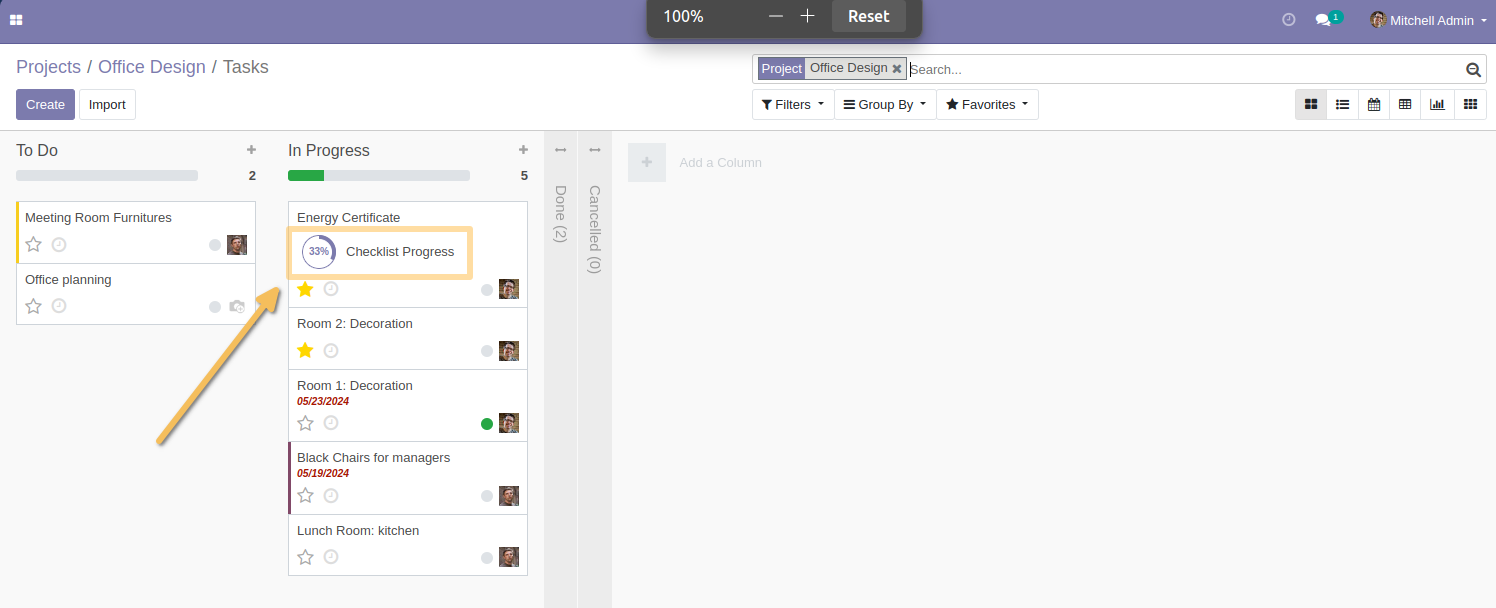 100%
Reset
1
Mitchell Admin
Projects / Office Design / Tasks
Project Office Design Search...
Create Import
Filters Group By Favorites
To Do
2
Meeting Room Furnitures
Office planning
In Progress
5
Energy Certificate
33% Checklist Progress
Room 2: Decoration
Room 1: Decoration
05/23/2024
Black Chairs for managers
05/19/2024
Lunch Room: kitchen
Done (2)
Cancelled (0)
Add a Column